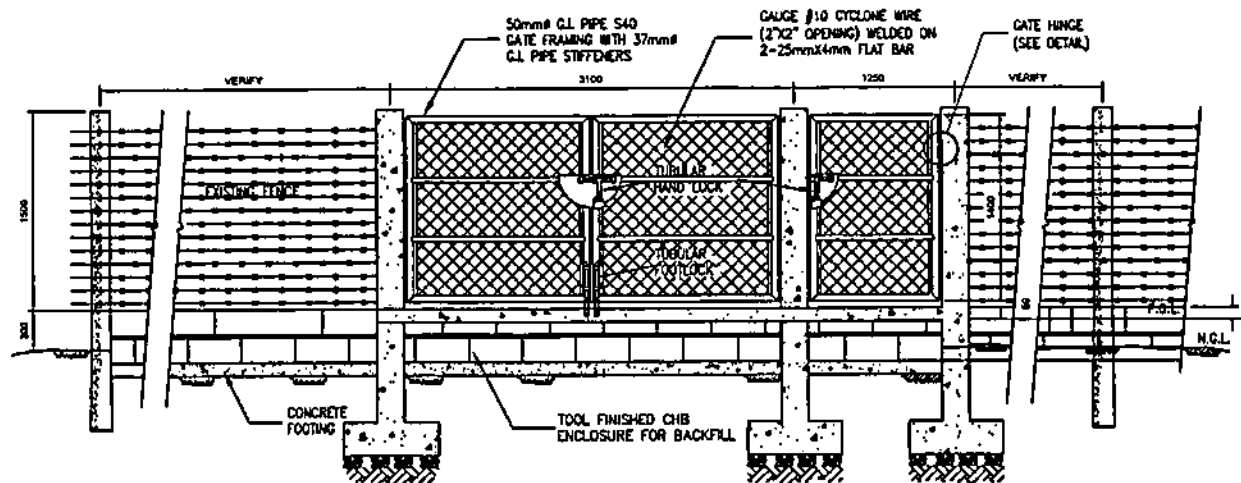 50mmø G.I. PIPE S40
GATE FRAMING WITH 37mmø
G.I. PIPE STIFFENERS
GAUGE #10 CYCLONE WIRE
(2"X2" OPENING) WELDED ON
2-25mmX4mm FLAT BAR
GATE HINGE
(SEE DETAIL)
VERIFY
3100
1250
VERIFY
1500
EXISTING FENCE
TUBULAR
HAND LOCK
1400
TUBULAR
FOOTLOCK
300
50
F.G.L.
N.G.L.
CONCRETE
FOOTING
TOOL FINISHED CHB
ENCLOSURE FOR BACKFILL